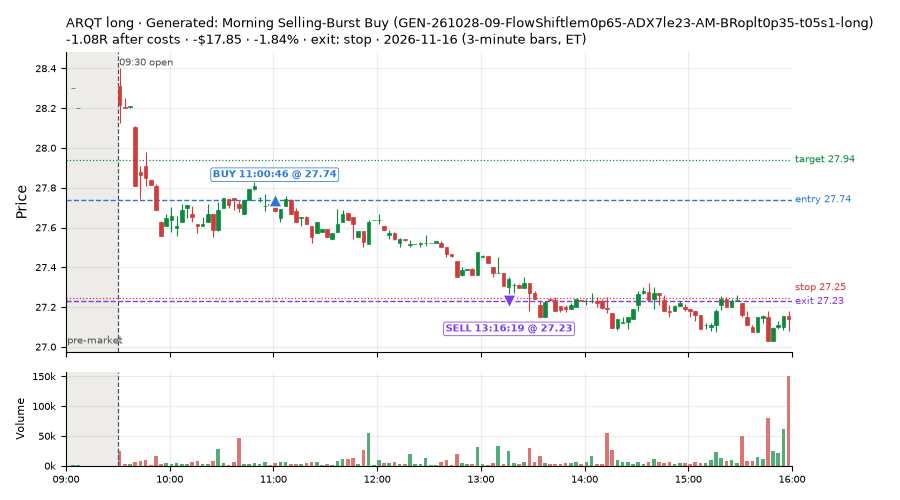 ARQT long · Generated: Morning Selling-Burst Buy (GEN-261028-09-FlowShiftlem0p65-ADX7le23-AM-BRoplt0p35-t05s1-long)
-1.08R after costs · -$17.85 · -1.84% · exit: stop · 2026-11-16 (3-minute bars, ET)
09:30 open
28.4
28.2
28.0
27.8
27.6
27.4
27.2
27.0
Price
target 27.94
BUY 11:00:46 @ 27.74
entry 27.74
stop 27.25
exit 27.23
SELL 13:16:19 @ 27.23
pre-market
150k
100k
50k
0k
Volume
09:00
10:00
11:00
12:00
13:00
14:00
15:00
16:00